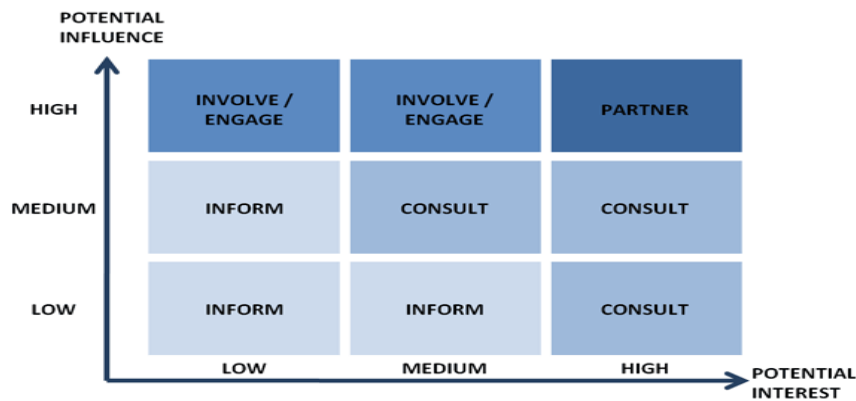 POTENTIAL
INFLUENCE
HIGH
INVOLVE /
ENGAGE
INVOLVE /
ENGAGE
PARTNER
MEDIUM
INFORM
CONSULT
CONSULT
LOW
INFORM
INFORM
CONSULT
LOW
MEDIUM
HIGH
POTENTIAL
INTEREST